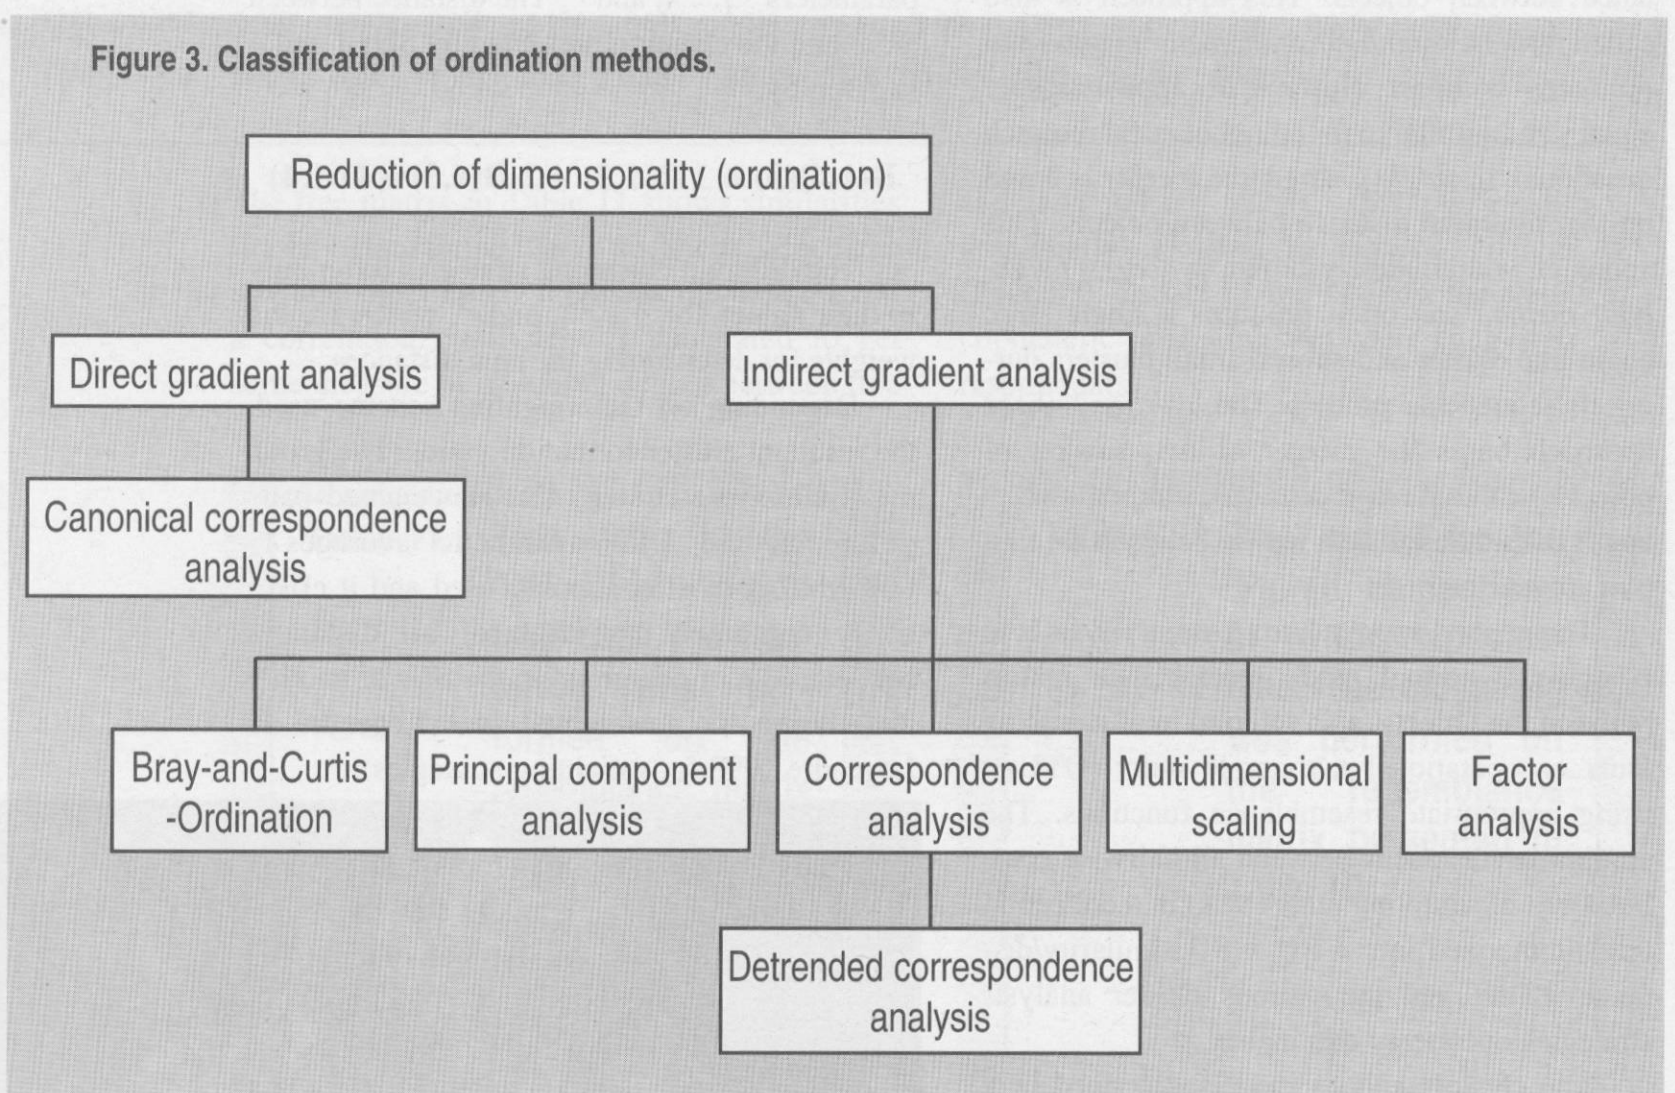 Figure 3. Classification of ordination methods.
Reduction of dimensionality (ordination)
Direct gradient analysis
Indirect gradient analysis
Canonical correspondence
analysis
Bray-and-Curtis
-Ordination
Principal component
analysis
Correspondence
analysis
Multidimensional
scaling
Factor
analysis
Detrended correspondence
analysis